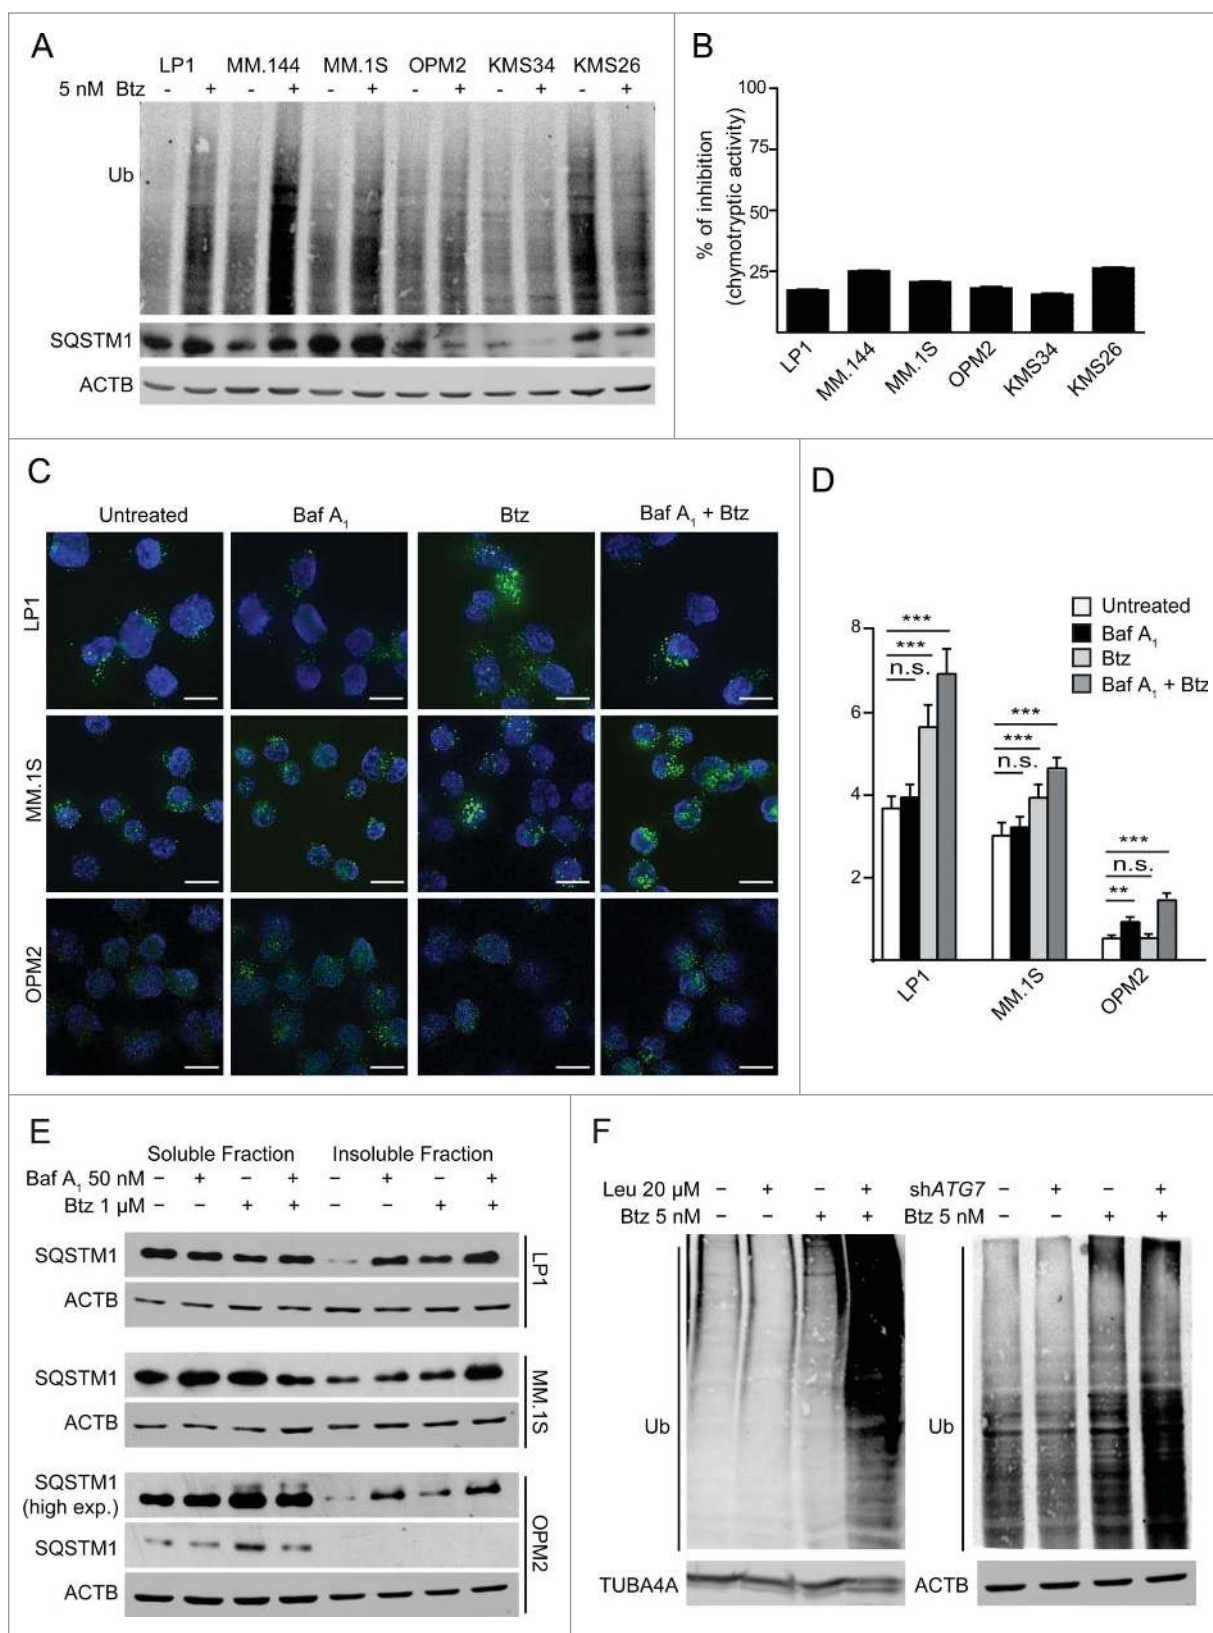 A
LP1 MM.144 MM.1S OPM2 KMS34 KMS26
5 nM Btz - + - + - + - + - + - +
Ub
SQSTM1
ACTB
B
% of inhibition
(chymotryptic activity)
100
75
50
25
LP1
MM.144
MM.1S
OPM2
KMS34
KMS26
C
Untreated Baf A₁ Btz Baf A₁ + Btz
LP1
MM.1S
OPM2
D
Untreated
Baf A₁
Btz
Baf A₁ + Btz
8
6
4
2
***
***
n.s.
***
***
n.s.
***
n.s.
**
LP1
MM.1S
OPM2
E
Soluble Fraction Insoluble Fraction
Baf A₁ 50 nM – + – + – + – +
Btz 1 µM – – + + – – + +
SQSTM1
ACTB
LP1
SQSTM1
ACTB
MM.1S
SQSTM1
(high exp.)
SQSTM1
ACTB
OPM2
F
Leu 20 µM – + – +
Btz 5 nM – – + +
Ub
TUBA4A
shATG7 – + – +
Btz 5 nM – – + +
Ub
ACTB